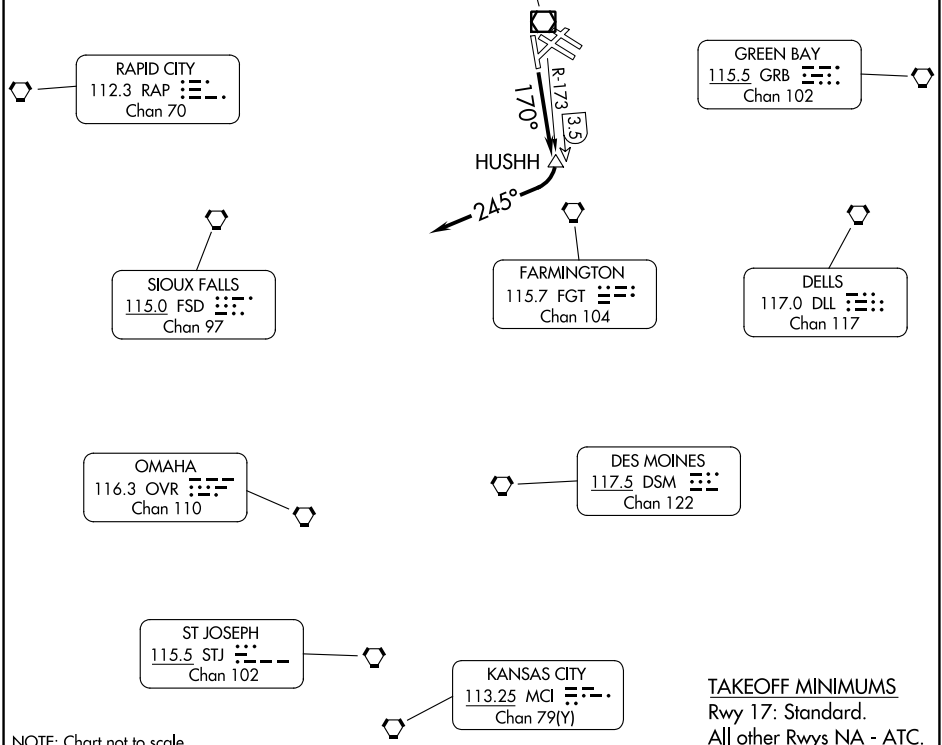 RAPID CITY
112.3 RAP
Chan 70
R-173
170°
3.5
HUSHH
245°
GREEN BAY
115.5 GRB
Chan 102
SIOUX FALLS
115.0 FSD
Chan 97
FARMINGTON
115.7 FGT
Chan 104
DELLS
117.0 DLL
Chan 117
OMAHA
116.3 OVR
Chan 110
DES MOINES
117.5 DSM
Chan 122
ST JOSEPH
115.5 STJ
Chan 102
KANSAS CITY
113.25 MCI
Chan 79(Y)
TAKEOFF MINIMUMS
Rwy 17: Standard.
All other Rwys NA - ATC.
NOTE: Chart not to scale